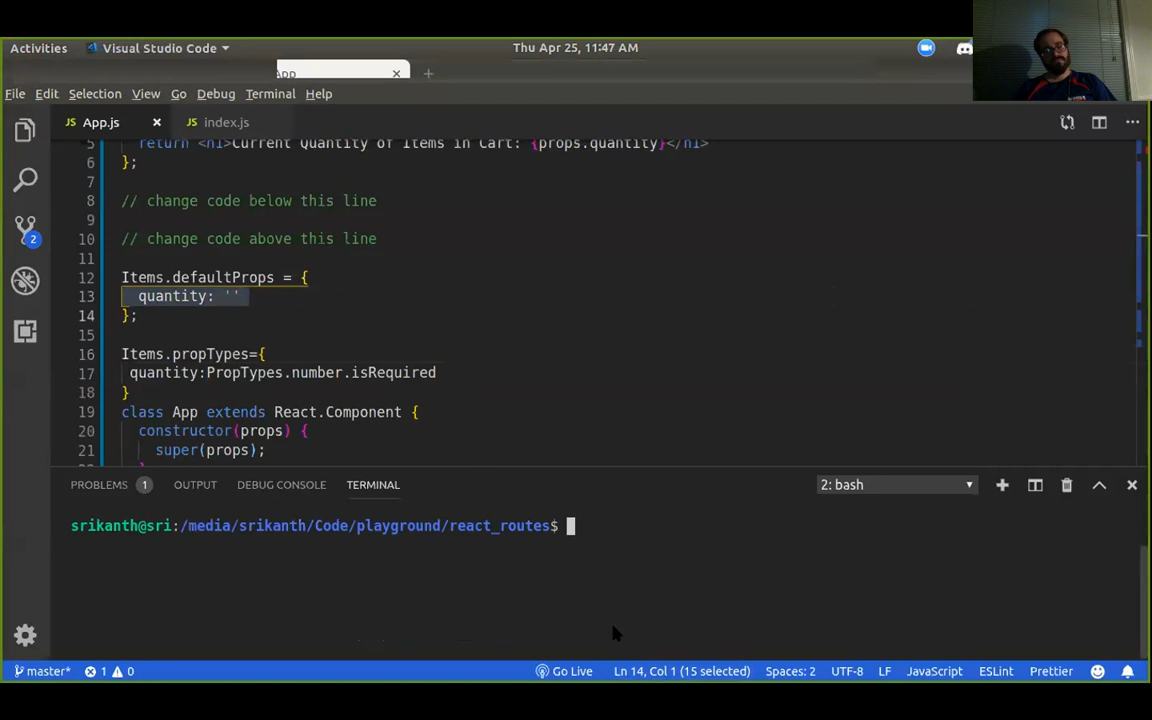 Activities Visual Studio Code Thu Apr 25, 11:47 AM
File Edit Selection View Go Debug Terminal Help
JS App.js JS index.js
5 return <h1>Current Quantity of Items in Cart: {props.quantity}</h1>
6 };
7
8 // change code below this line
9
10 // change code above this line
11
12 Items.defaultProps = {
13 quantity: ''
14 };
15
16 Items.propTypes={
17 quantity:PropTypes.number.isRequired
18 }
19 class App extends React.Component {
20 constructor(props) {
21 super(props);
2
PROBLEMS 1 OUTPUT DEBUG CONSOLE TERMINAL 2: bash
srikanth@sri:/media/srikanth/Code/playground/react_routes$
master* 1 0 Go Live Ln 14, Col 1 (15 selected) Spaces: 2 UTF-8 LF JavaScript ESLint Prettier